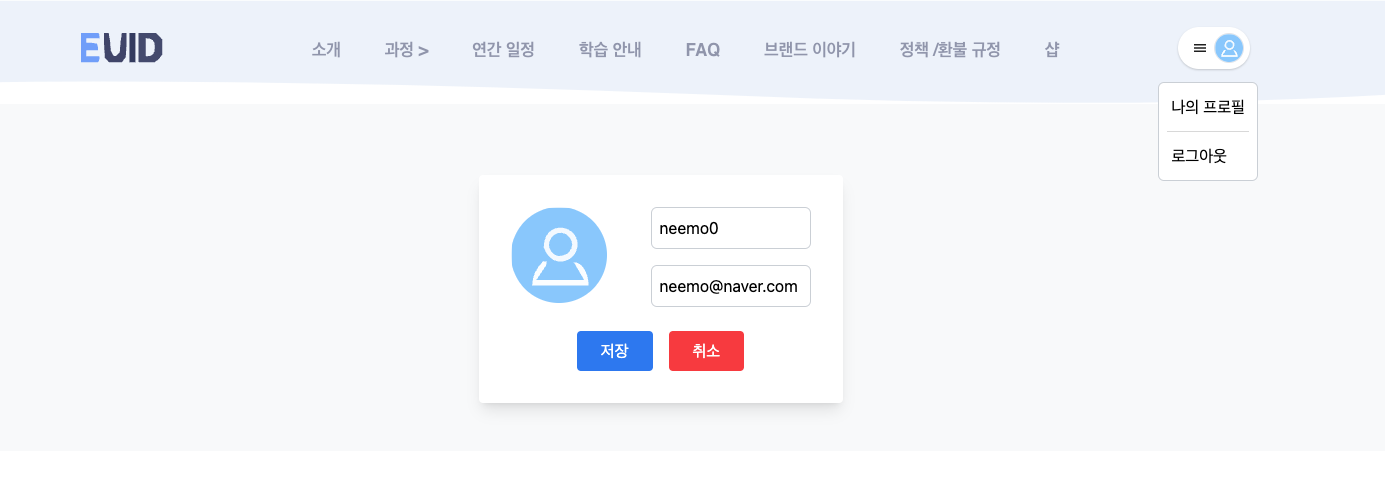 EUID
소개
과정 >
연간 일정
학습 안내
FAQ
브랜드 이야기
정책 /환불 규정
샵
나의 프로필
로그아웃
neemo0
neemo@naver.com
저장
취소